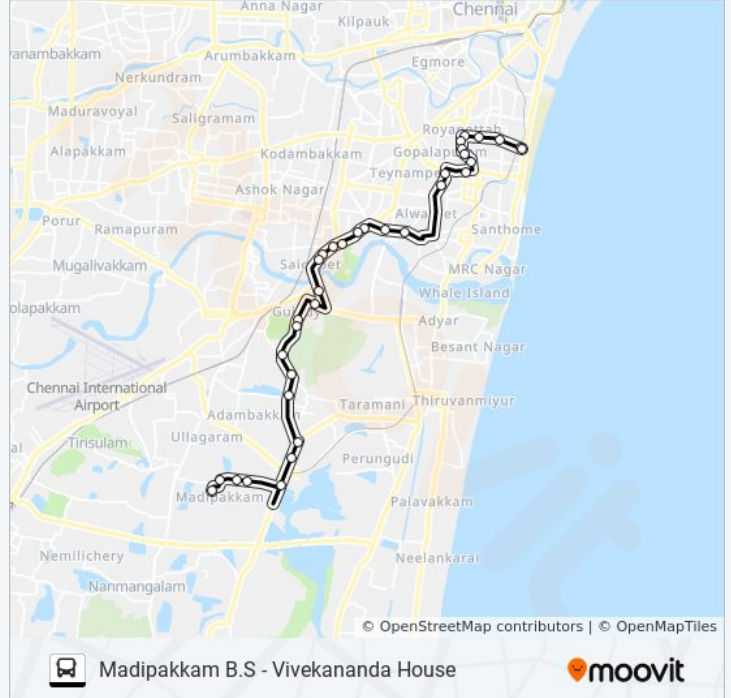 Anna Nagar
Chennai
Kilpauk
vanambakkam
Arumbakkam
Egmore
Nerkundram
Maduravoyal
Saligramam
Royapettah
Alapakkam
Kodambakkam
Gopalapuram
Teynampet
Ashok Nagar
Porur
Ramapuram
Alwarpet
Santhome
Mugalivakkam
Saidapet
MRC Nagar
Whale Island
olapakkam
Guindy
Adyar
Besant Nagar
Chennai International
Airport
Taramani
Thiruvanmiyur
Adambakkam
Ullagaram
al
Tirisulam
Perungudi
Madipakkam
Palavakkam
Nemilichery
Neelankarai
Nanmangalam
© OpenStreetMap contributors | © OpenMapTiles
Madipakkam B.S - Vivekananda House
moovit